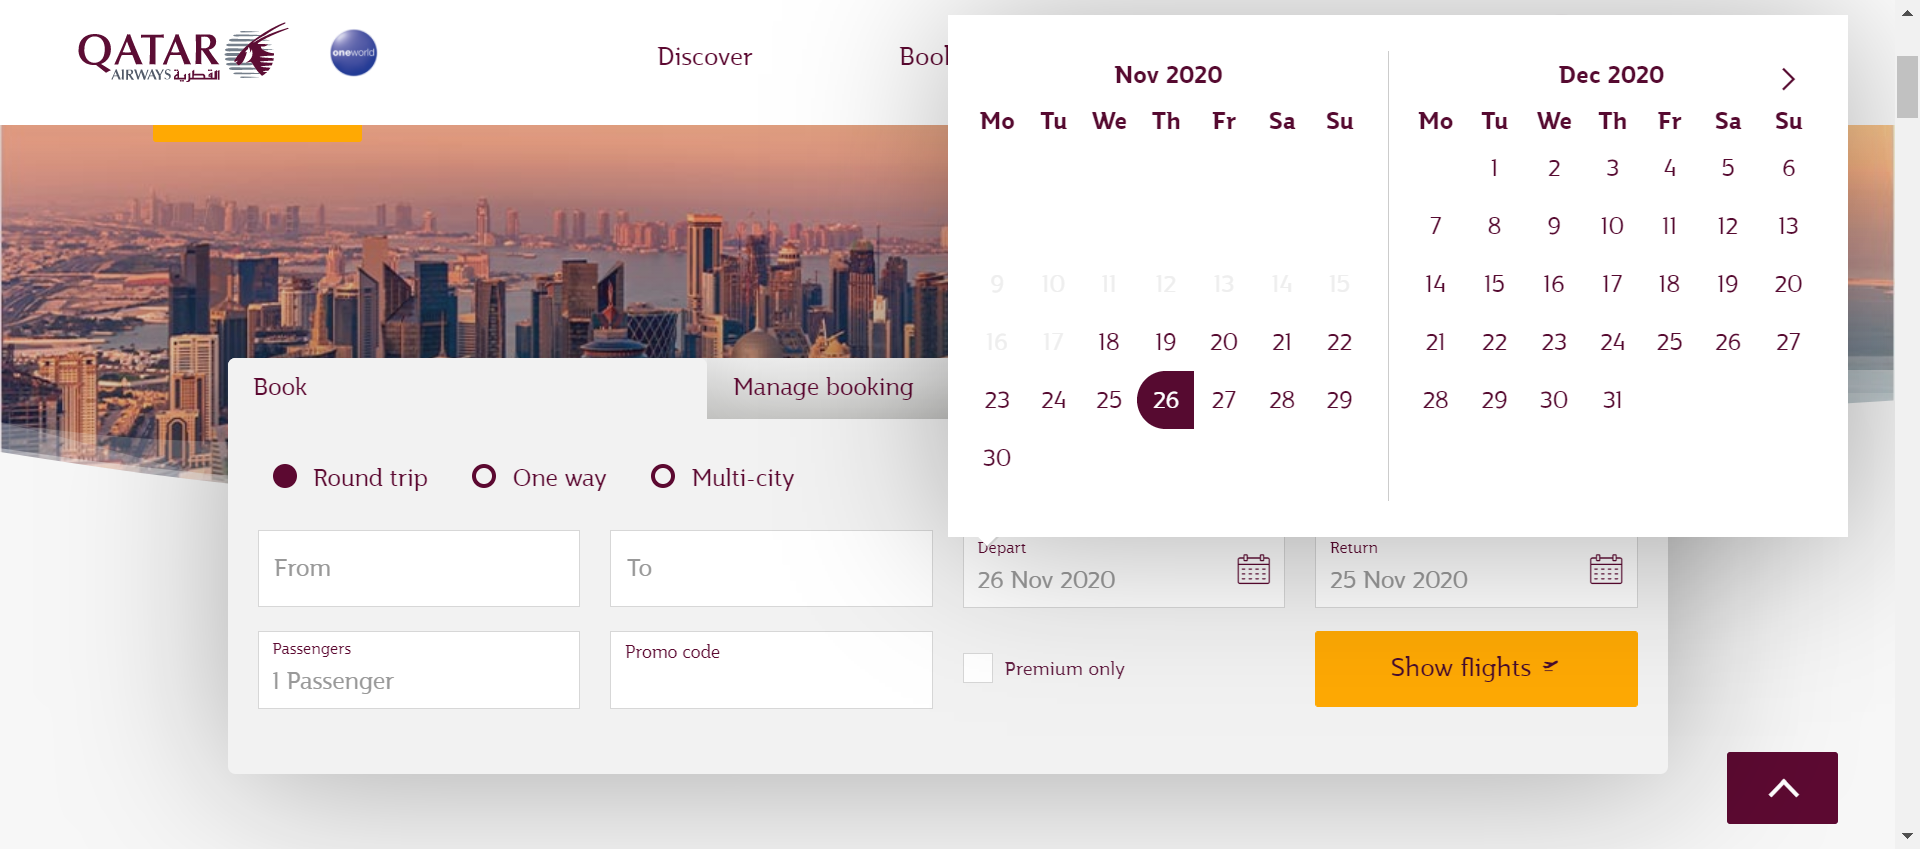 QATAR
AIRWAYS القطرية
oneworld
Discover
Book
Nov 2020
Mo Tu We Th Fr Sa Su
9 10 11 12 13 14 15
16 17 18 19 20 21 22
23 24 25 26 27 28 29
30
Dec 2020
Mo Tu We Th Fr Sa Su
1 2 3 4 5 6
7 8 9 10 11 12 13
14 15 16 17 18 19 20
21 22 23 24 25 26 27
28 29 30 31
Book
Manage booking
Round trip
One way
Multi-city
From
To
Depart
26 Nov 2020
Return
25 Nov 2020
Passengers
1 Passenger
Promo code
Premium only
Show flights